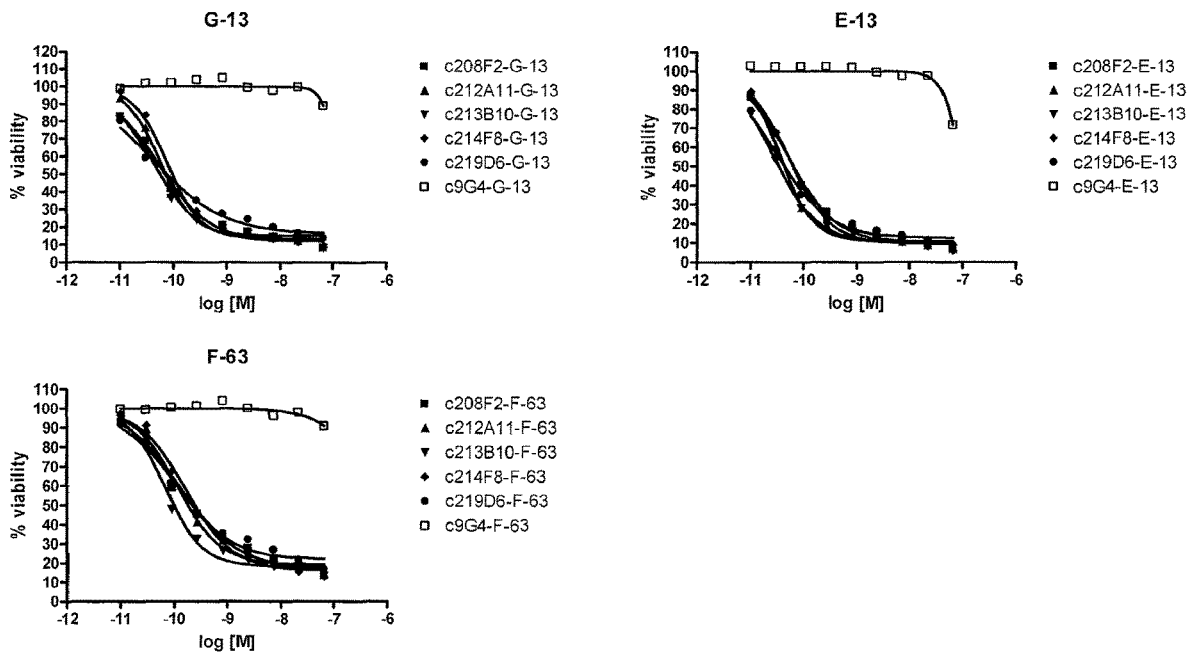 G-13
120
110
100
90
80
70
60
50
40
30
20
10
0
% viability
-12 -11 -10 -9 -8 -7 -6
log [M]
c208F2-G-13
c212A11-G-13
c213B10-G-13
c214F8-G-13
c219D6-G-13
c9G4-G-13
E-13
110
100
90
80
70
60
50
40
30
20
10
0
% viability
-12 -11 -10 -9 -8 -7 -6
log [M]
c208F2-E-13
c212A11-E-13
c213B10-E-13
c214F8-E-13
c219D6-E-13
c9G4-E-13
F-63
110
100
90
80
70
60
50
40
30
20
10
0
% viability
-12 -11 -10 -9 -8 -7 -6
log [M]
c208F2-F-63
c212A11-F-63
c213B10-F-63
c214F8-F-63
c219D6-F-63
c9G4-F-63